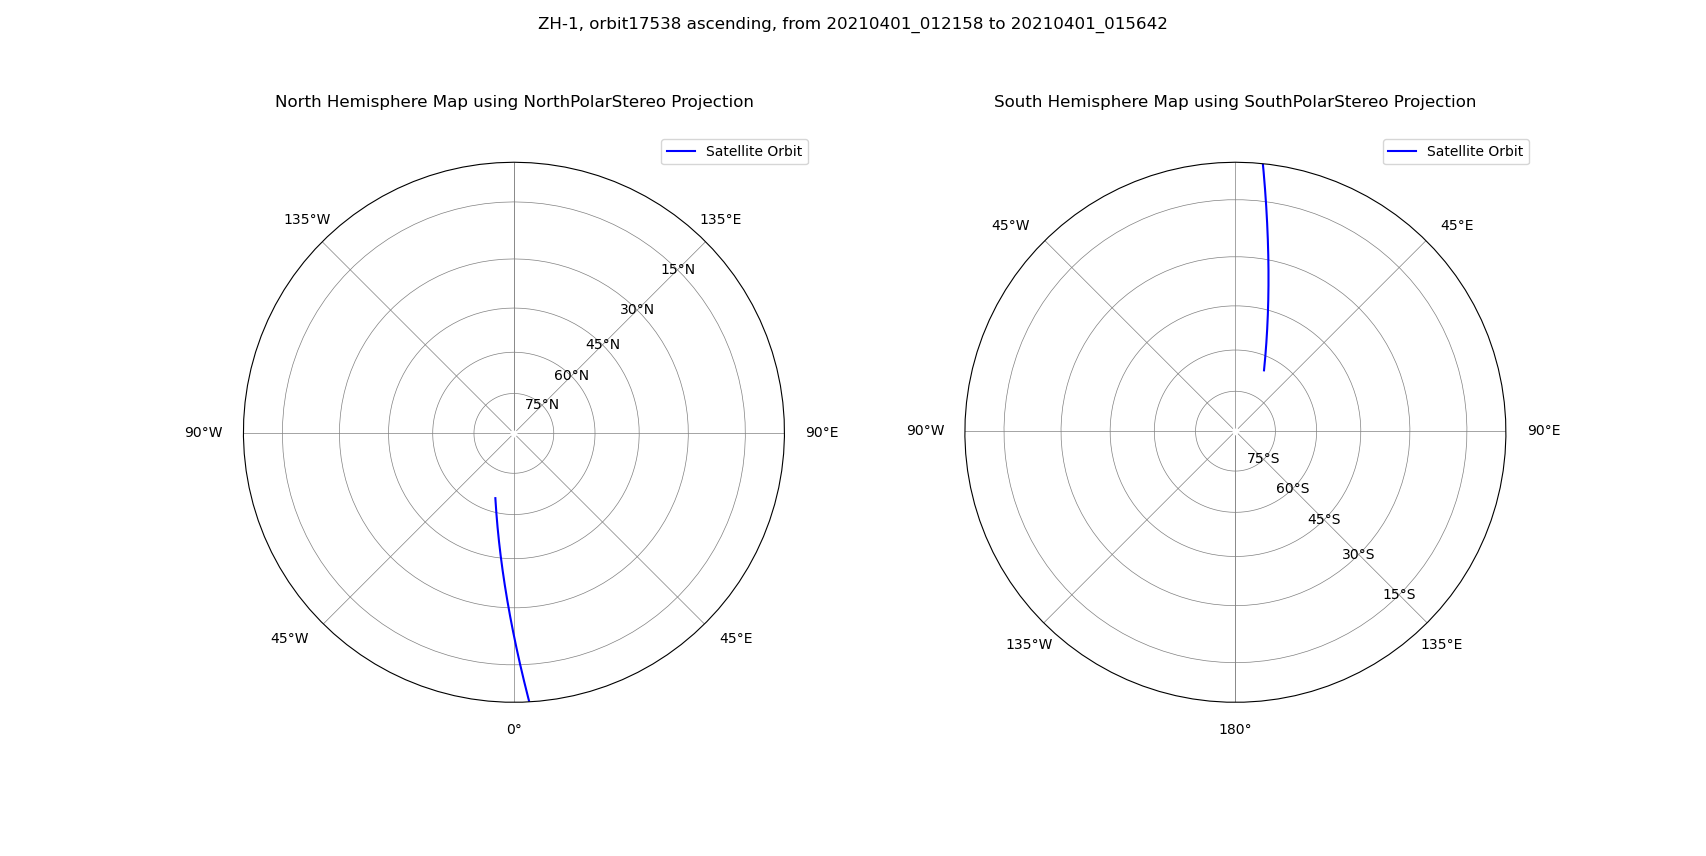 ZH-1, orbit17538 ascending, from 20210401_012158 to 20210401_015642
North Hemisphere Map using NorthPolarStereo Projection
Satellite Orbit
135°W
135°E
15°N
30°N
45°N
60°N
75°N
90°W
90°E
45°W
45°E
0°
South Hemisphere Map using SouthPolarStereo Projection
Satellite Orbit
45°W
45°E
90°W
90°E
75°S
60°S
45°S
30°S
15°S
135°W
135°E
180°